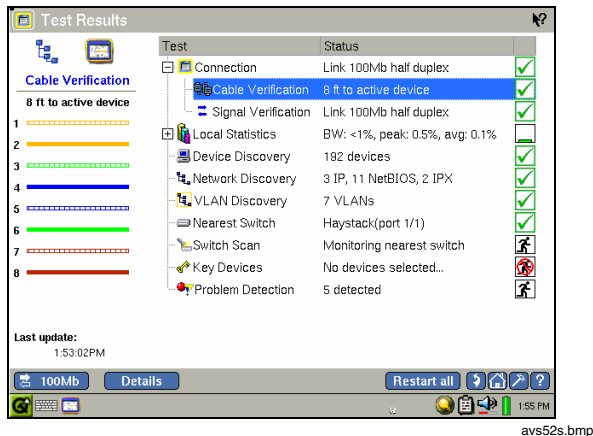 Test Results
Test Status
Connection Link 100Mb half duplex
Cable Verification 8 ft to active device
Signal Verification Link 100Mb half duplex
Local Statistics BW: <1%, peak: 0.5%, avg: 0.1%
Device Discovery 192 devices
Network Discovery 3 IP, 11 NetBIOS, 2 IPX
VLAN Discovery 7 VLANs
Nearest Switch Haystack(port 1/1)
Switch Scan Monitoring nearest switch
Key Devices No devices selected...
Problem Detection 5 detected
Cable Verification
8 ft to active device
1
2
3
4
5
6
7
8
Last update:
1:53:02PM
100Mb Details Restart all ?
1:55 PM
avs52s.bmp